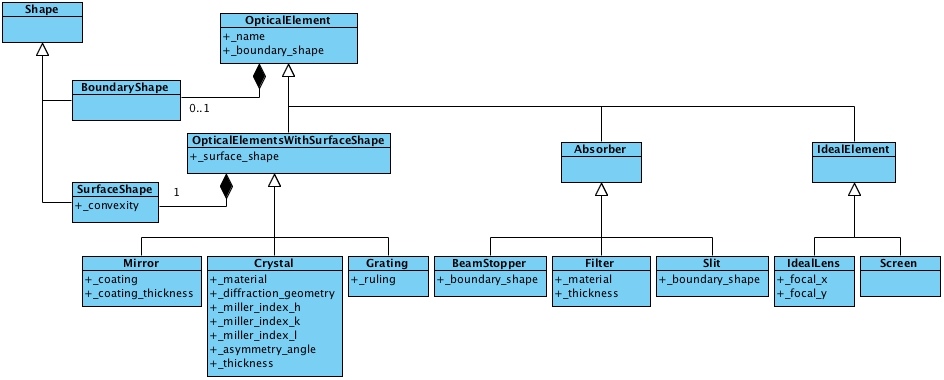 Shape
OpticalElement
+_name
+_boundary_shape
BoundaryShape
0..1
OpticalElementsWithSurfaceShape
+_surface_shape
Absorber
IdealElement
SurfaceShape
+_convexity
1
Mirror
+_coating
+_coating_thickness
Crystal
+_material
+_diffraction_geometry
+_miller_index_h
+_miller_index_k
+_miller_index_l
+_asymmetry_angle
+_thickness
Grating
+_ruling
BeamStopper
+_boundary_shape
Filter
+_material
+_thickness
Slit
+_boundary_shape
IdealLens
+_focal_x
+_focal_y
Screen